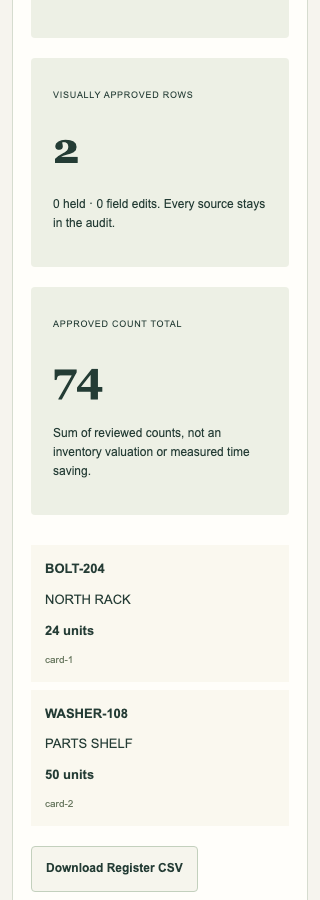 VISUALLY APPROVED ROWS
2
0 held · 0 field edits. Every source stays
in the audit.
APPROVED COUNT TOTAL
74
Sum of reviewed counts, not an
inventory valuation or measured time
saving.
BOLT-204
NORTH RACK
24 units
card-1
WASHER-108
PARTS SHELF
50 units
card-2
Download Register CSV